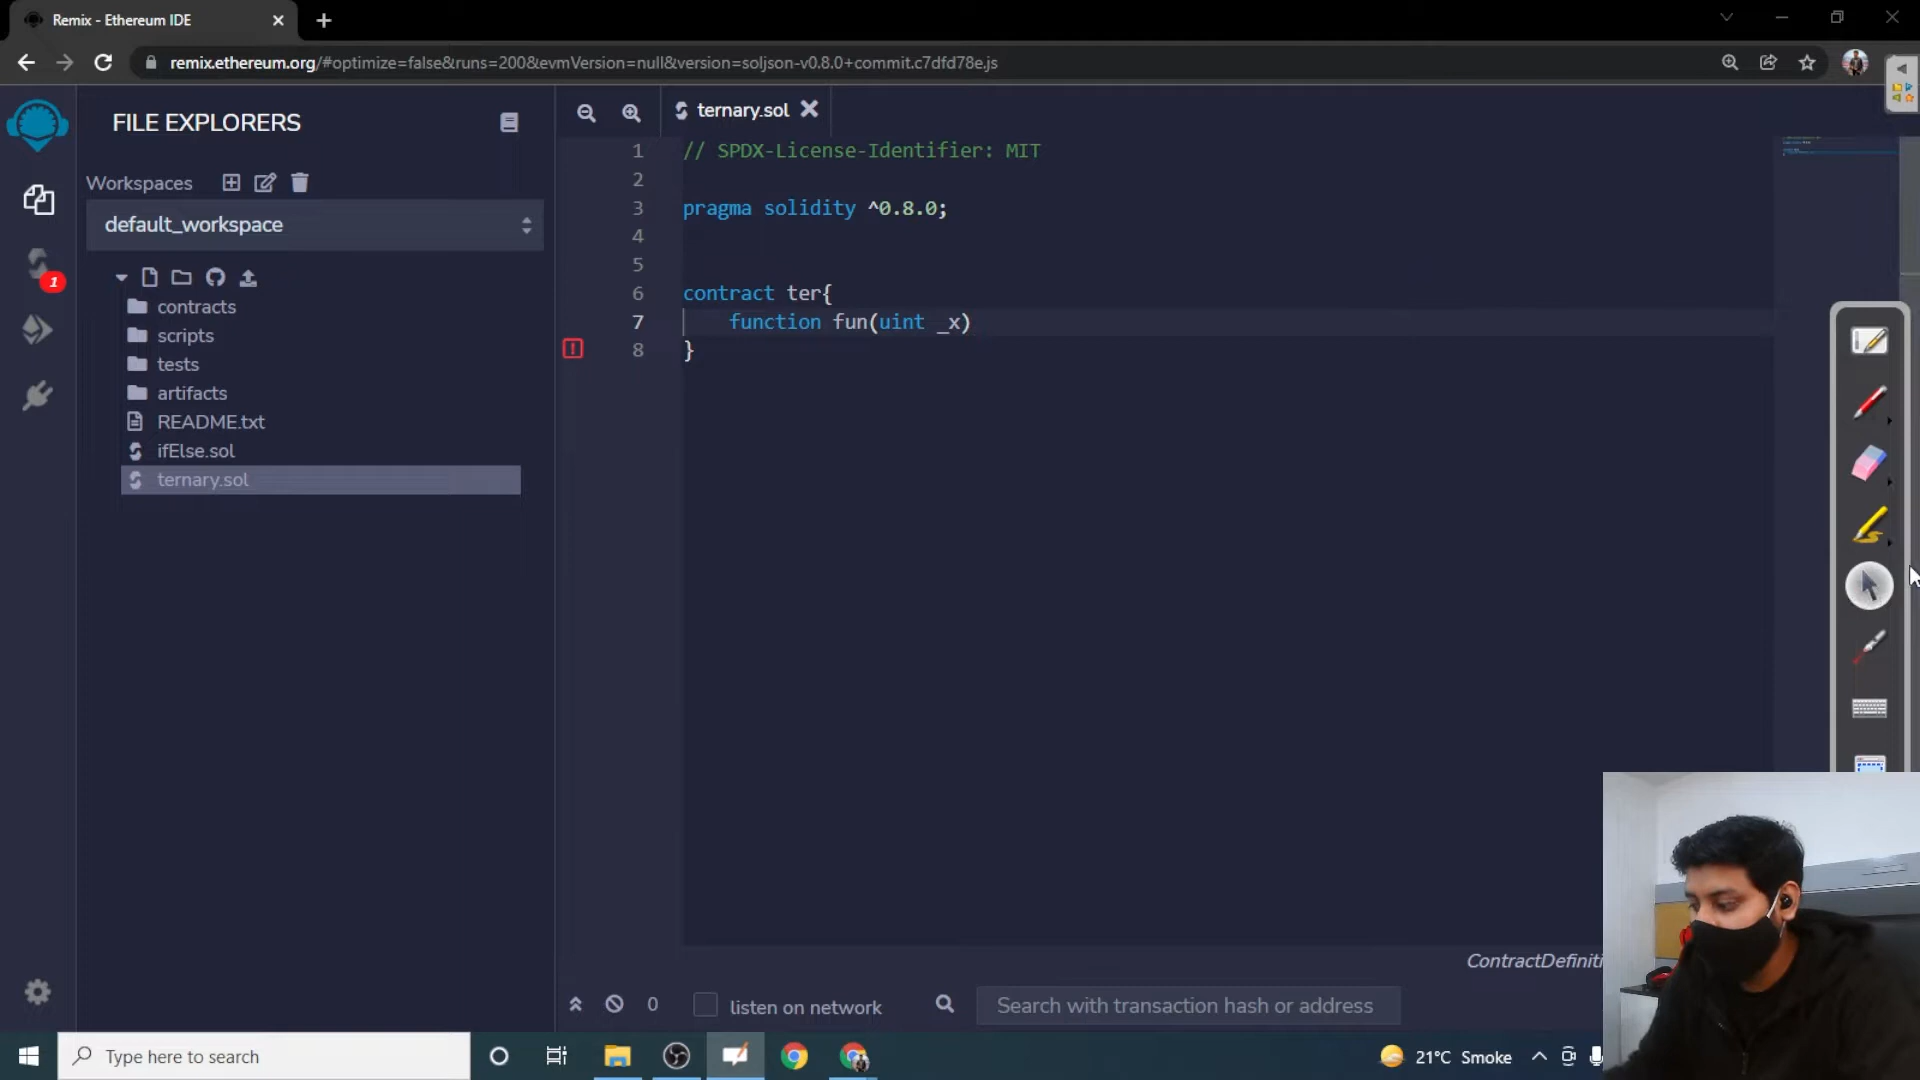 Remix - Ethereum IDE
remix.ethereum.org/#optimize=false&runs=200&evmVersion=null&version=soljson-v0.8.0+commit.c7dfd78e.js
FILE EXPLORERS
Workspaces
default_workspace
contracts
scripts
tests
artifacts
README.txt
ifElse.sol
ternary.sol
1
ternary.sol
1 // SPDX-License-Identifier: MIT
2
3 pragma solidity ^0.8.0;
4
5
6 contract ter{
7 function fun(uint _x)
8 }
ContractDefiniti
0 listen on network Search with transaction hash or address
Type here to search
21°C Smoke